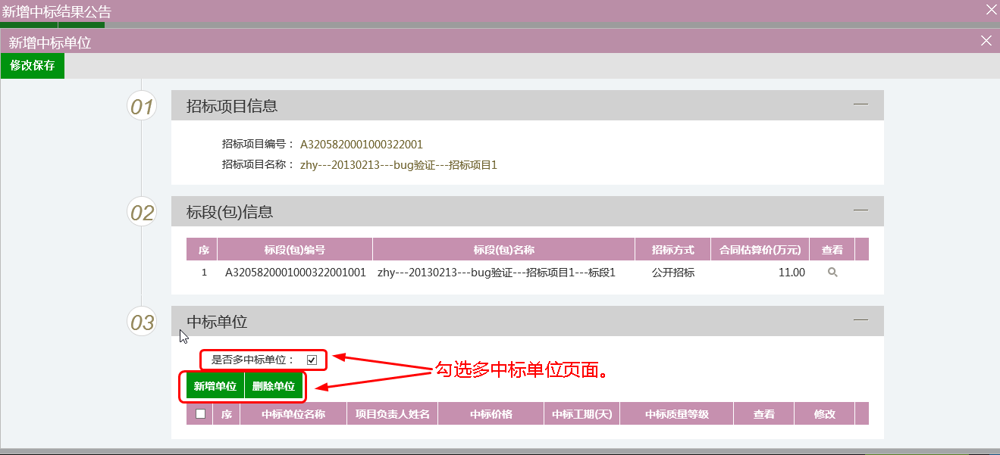 新增中标结果公告
新增中标单位
修改保存
01 招标项目信息
招标项目编号： A3205820001000322001
招标项目名称： zhy---20130213---bug验证---招标项目1
02 标段(包)信息
序 标段(包)编号 标段(包)名称 招标方式 合同估算价(万元) 查看
1 A3205820001000322001001 zhy---20130213---bug验证---招标项目1---标段1 公开招标 11.00
03 中标单位
是否多中标单位：
勾选多中标单位页面。
新增单位 删除单位
序 中标单位名称 项目负责人姓名 中标价格 中标工期(天) 中标质量等级 查看 修改